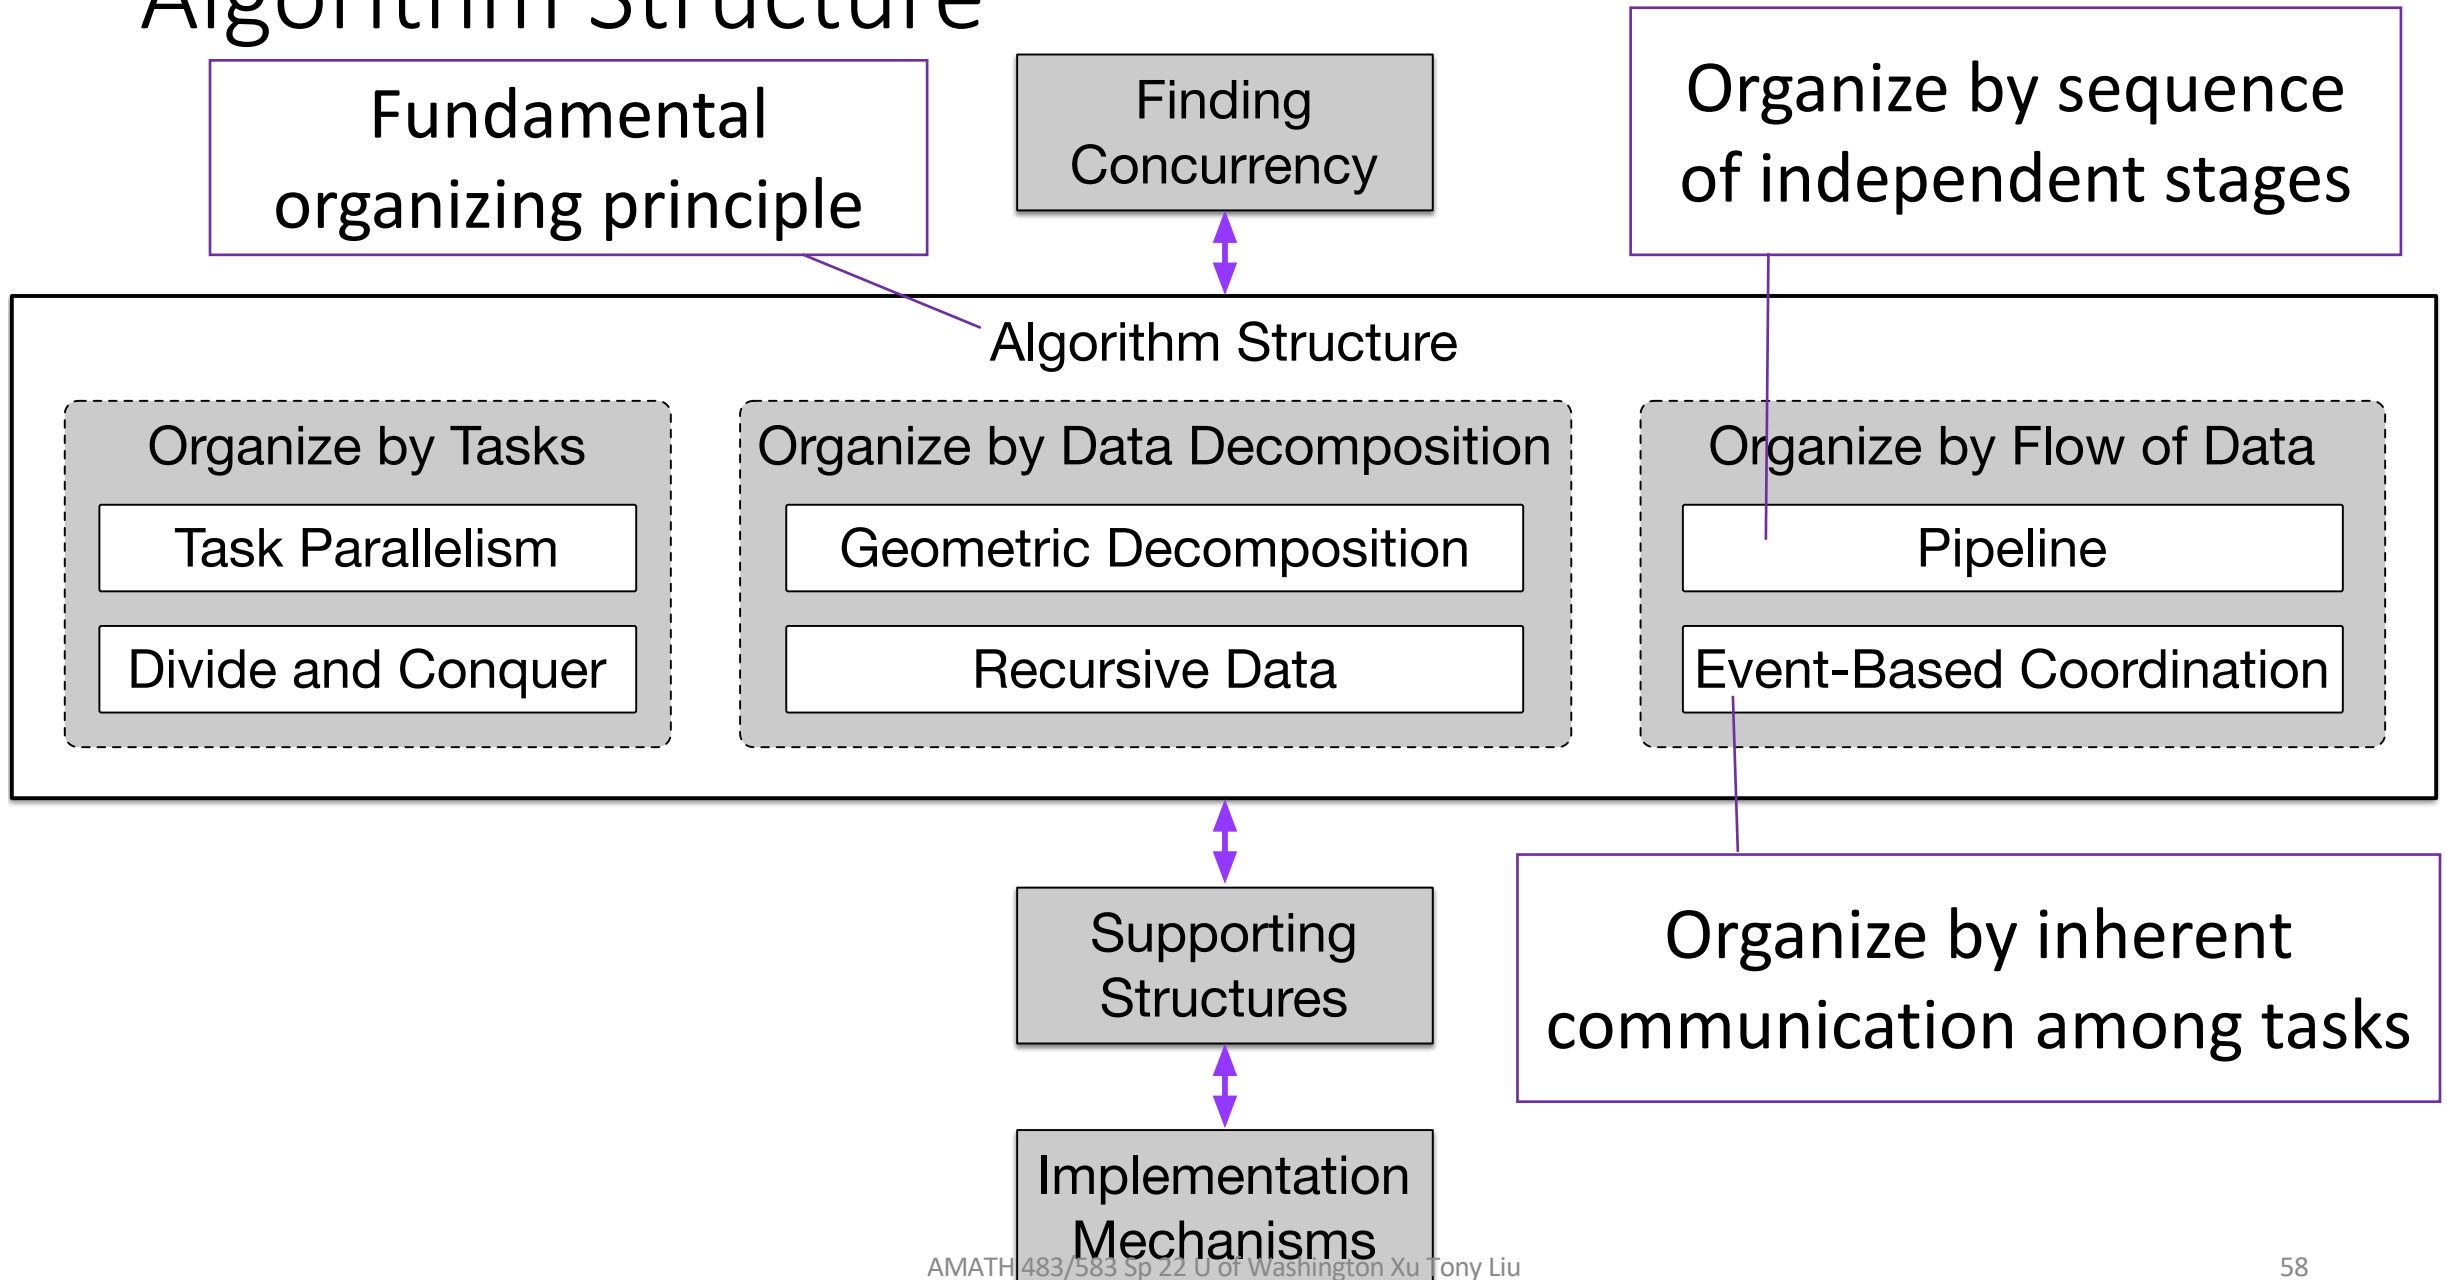 Algorithm Structure
Fundamental
organizing principle
Finding
Concurrency
Organize by sequence
of independent stages
Algorithm Structure
Organize by Tasks
Task Parallelism
Divide and Conquer
Organize by Data Decomposition
Geometric Decomposition
Recursive Data
Organize by Flow of Data
Pipeline
Event-Based Coordination
Supporting
Structures
Organize by inherent
communication among tasks
Implementation
Mechanisms
AMATH 483/583 Sp 22 U of Washington Xu Tony Liu
58